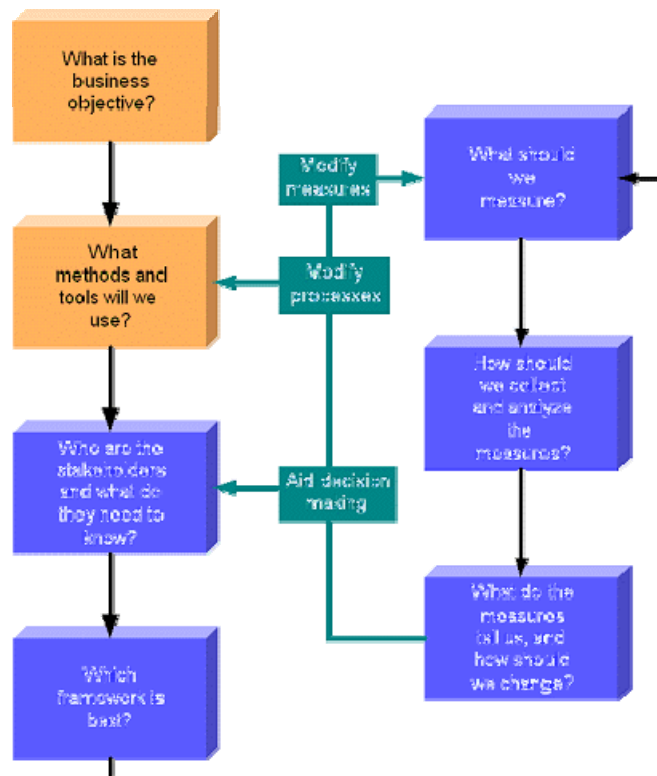 What is the
business
objective?
What
methods and
tools will we
use?
Who are the
stakeholders
and what do
they need to
know?
Which
framework is
best?
Modify
measures
Modify
processes
Aid decision
making
What should
we
measure?
How should
we collect
and analyze
the
measures?
What do the
measures
tell us, and
how should
we change?